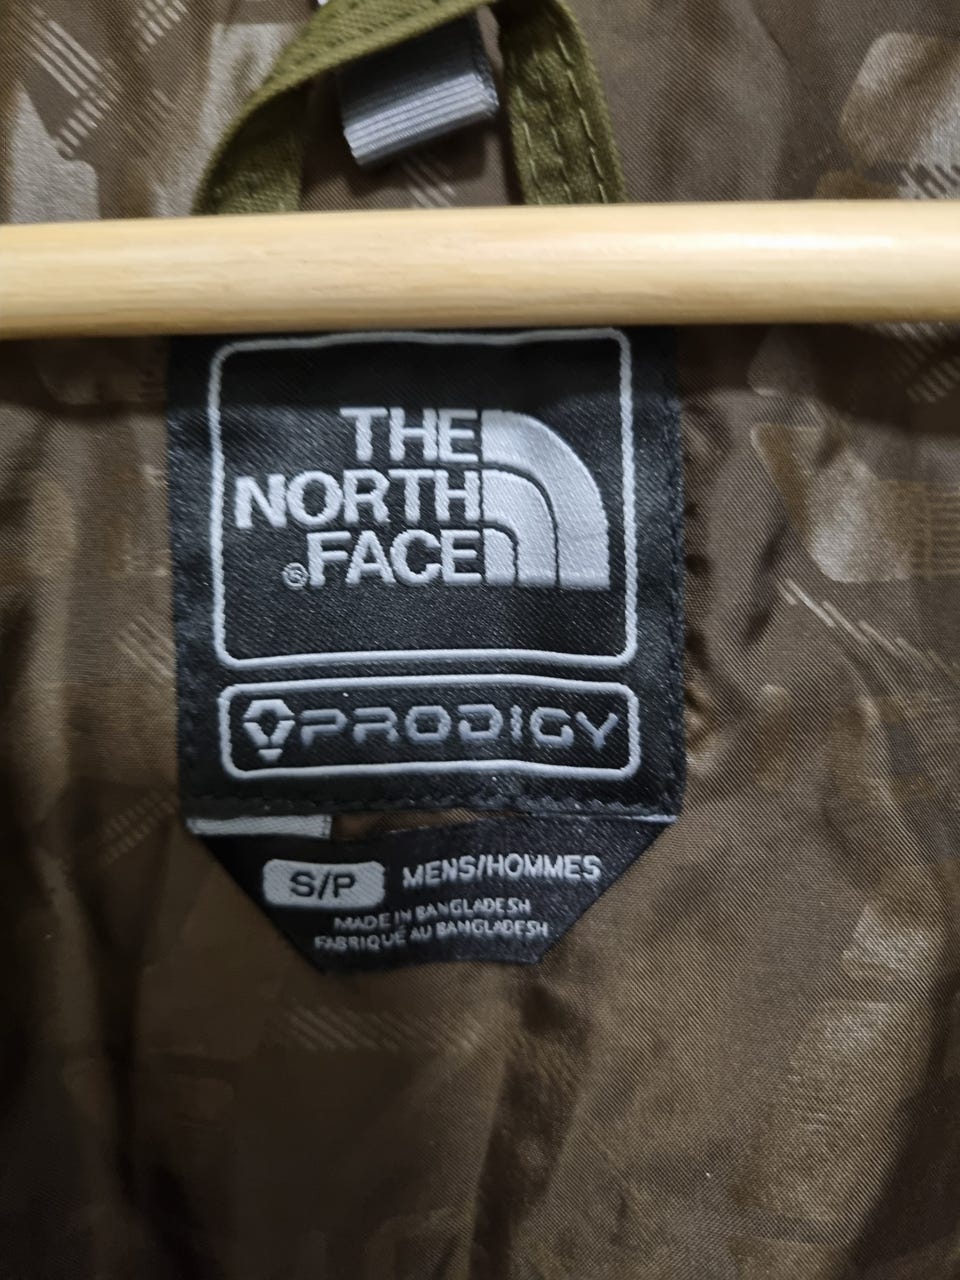 THE
NORTH
®FACE
PRODIGY
S/P MENS/HOMMES
MADE IN BANGLADESH
FABRIQUÉ AU BANGLADESH